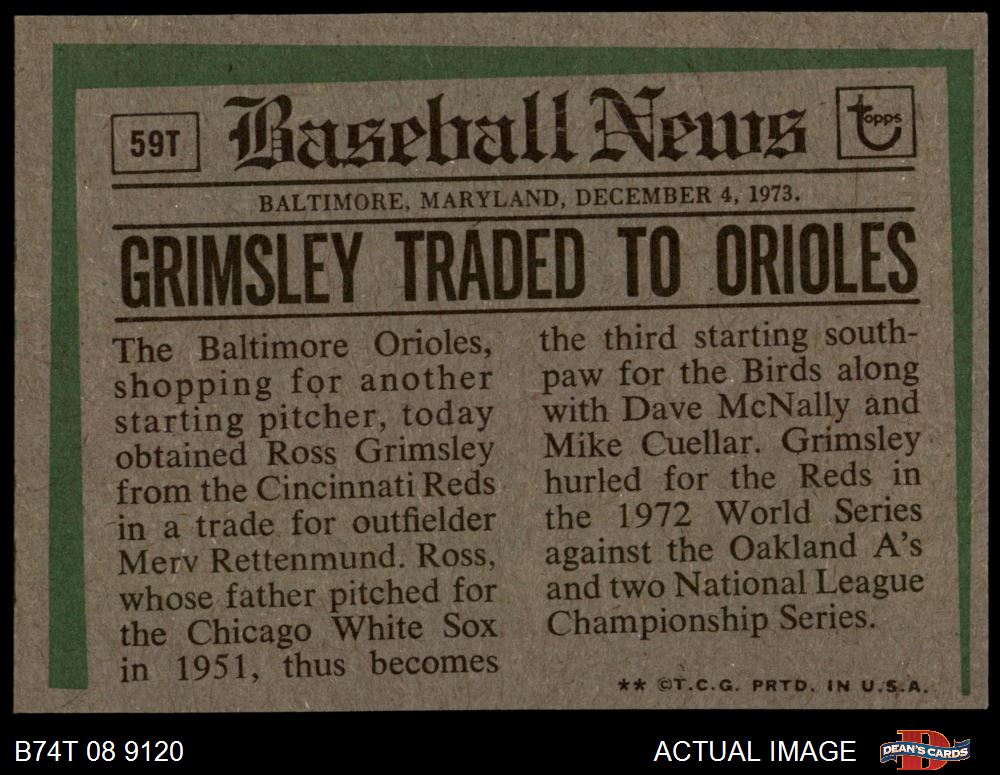 59T
Baseball News
topps
BALTIMORE, MARYLAND, DECEMBER 4, 1973.
GRIMSLEY TRADED TO ORIOLES
The Baltimore Orioles,
shopping for another
starting pitcher, today
obtained Ross Grimsley
from the Cincinnati Reds
in a trade for outfielder
Merv Rettenmund. Ross,
whose father pitched for
the Chicago White Sox
in 1951, thus becomes
the third starting south-
paw for the Birds along
with Dave McNally and
Mike Cuellar. Grimsley
hurled for the Reds in
the 1972 World Series
against the Oakland A's
and two National League
Championship Series.
** ©T.C.G. PRTD. IN U.S.A.
B74T 08 9120
ACTUAL IMAGE
DEAN'S CARDS